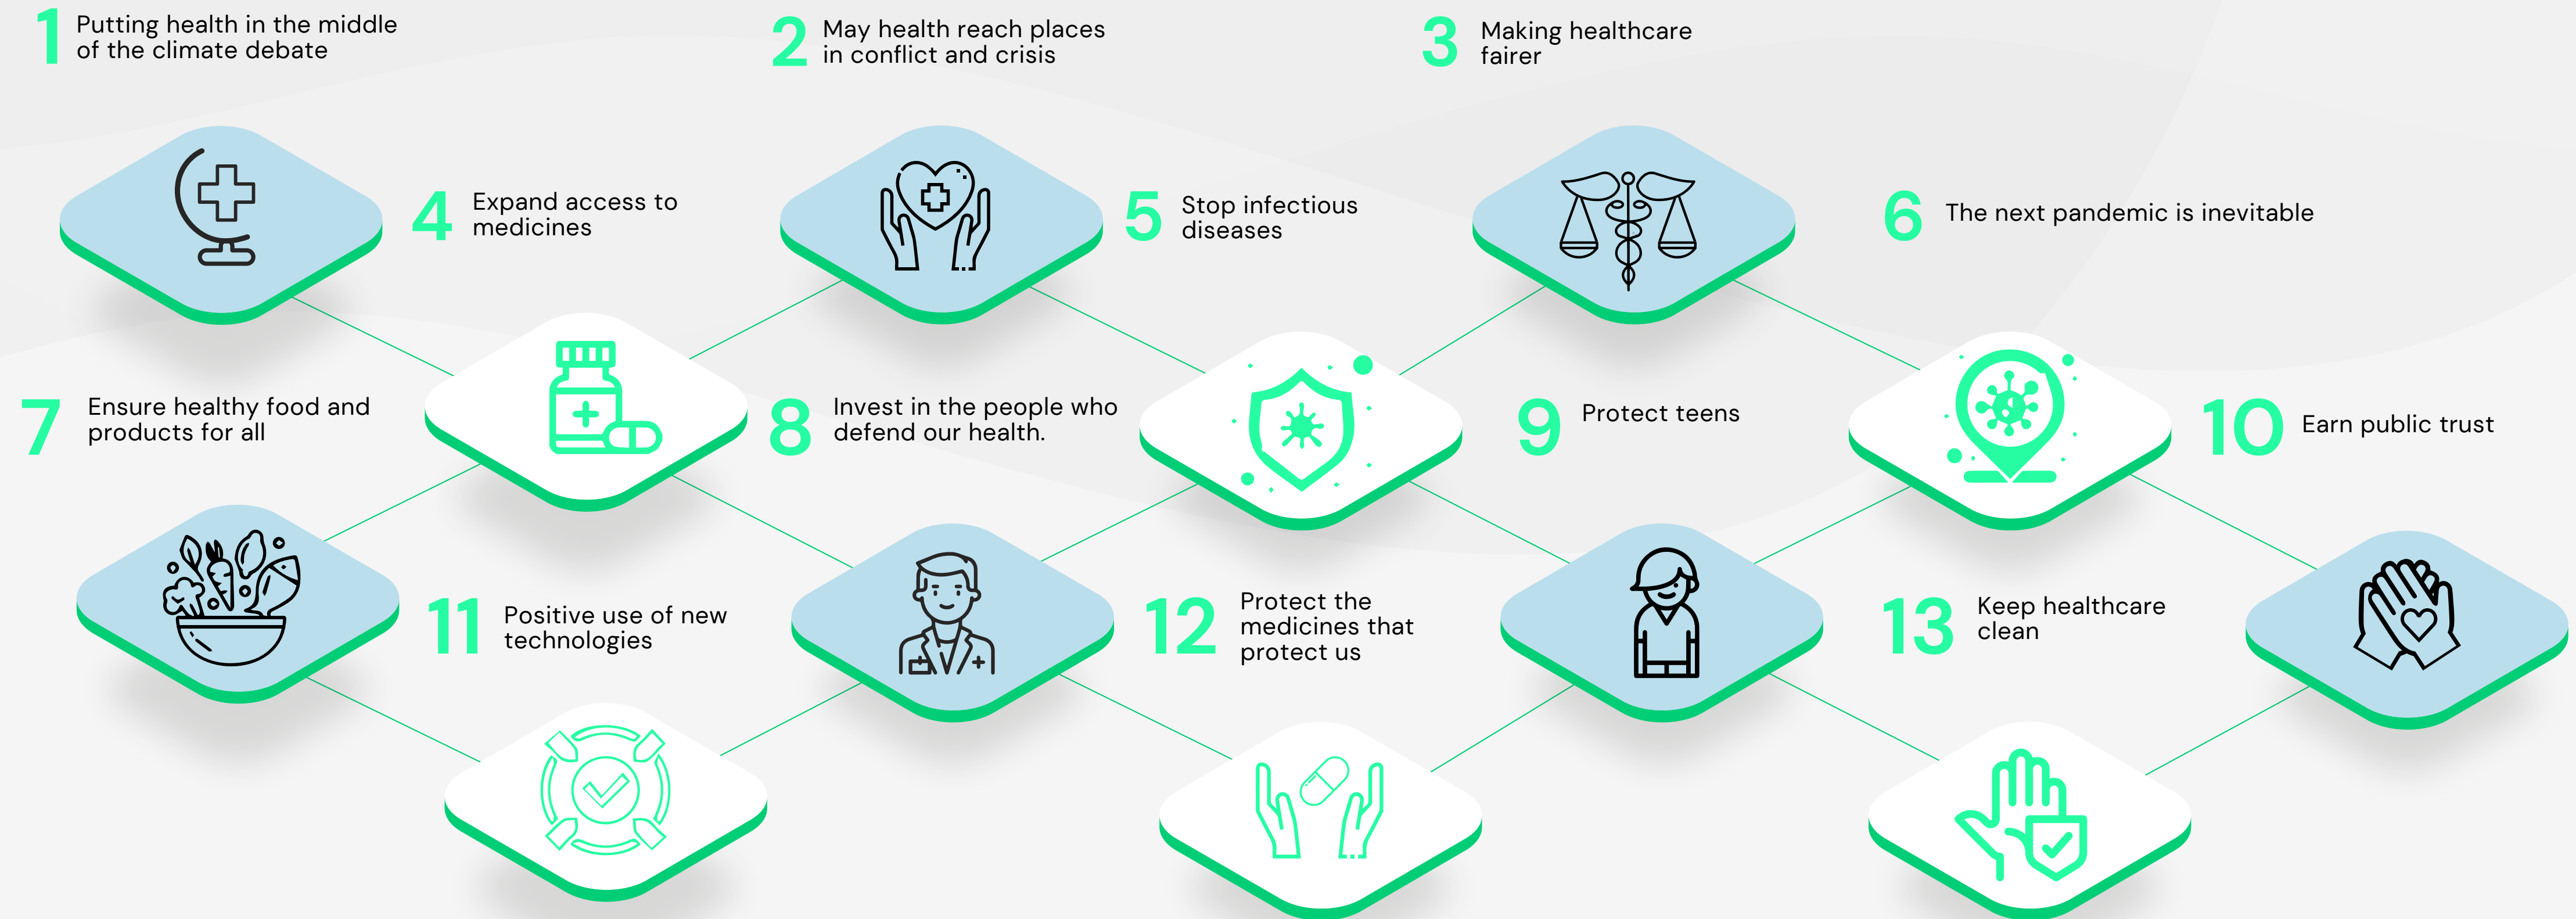 1
Putting health in the middle
of the climate debate
2
May health reach places
in conflict and crisis
3
Making healthcare
fairer
4
Expand access to
medicines
5
Stop infectious
diseases
6
The next pandemic is inevitable
7
Ensure healthy food and
products for all
8
Invest in the people who
defend our health.
9
Protect teens
10
Earn public trust
11
Positive use of new
technologies
12
Protect the
medicines that
protect us
13
Keep healthcare
clean